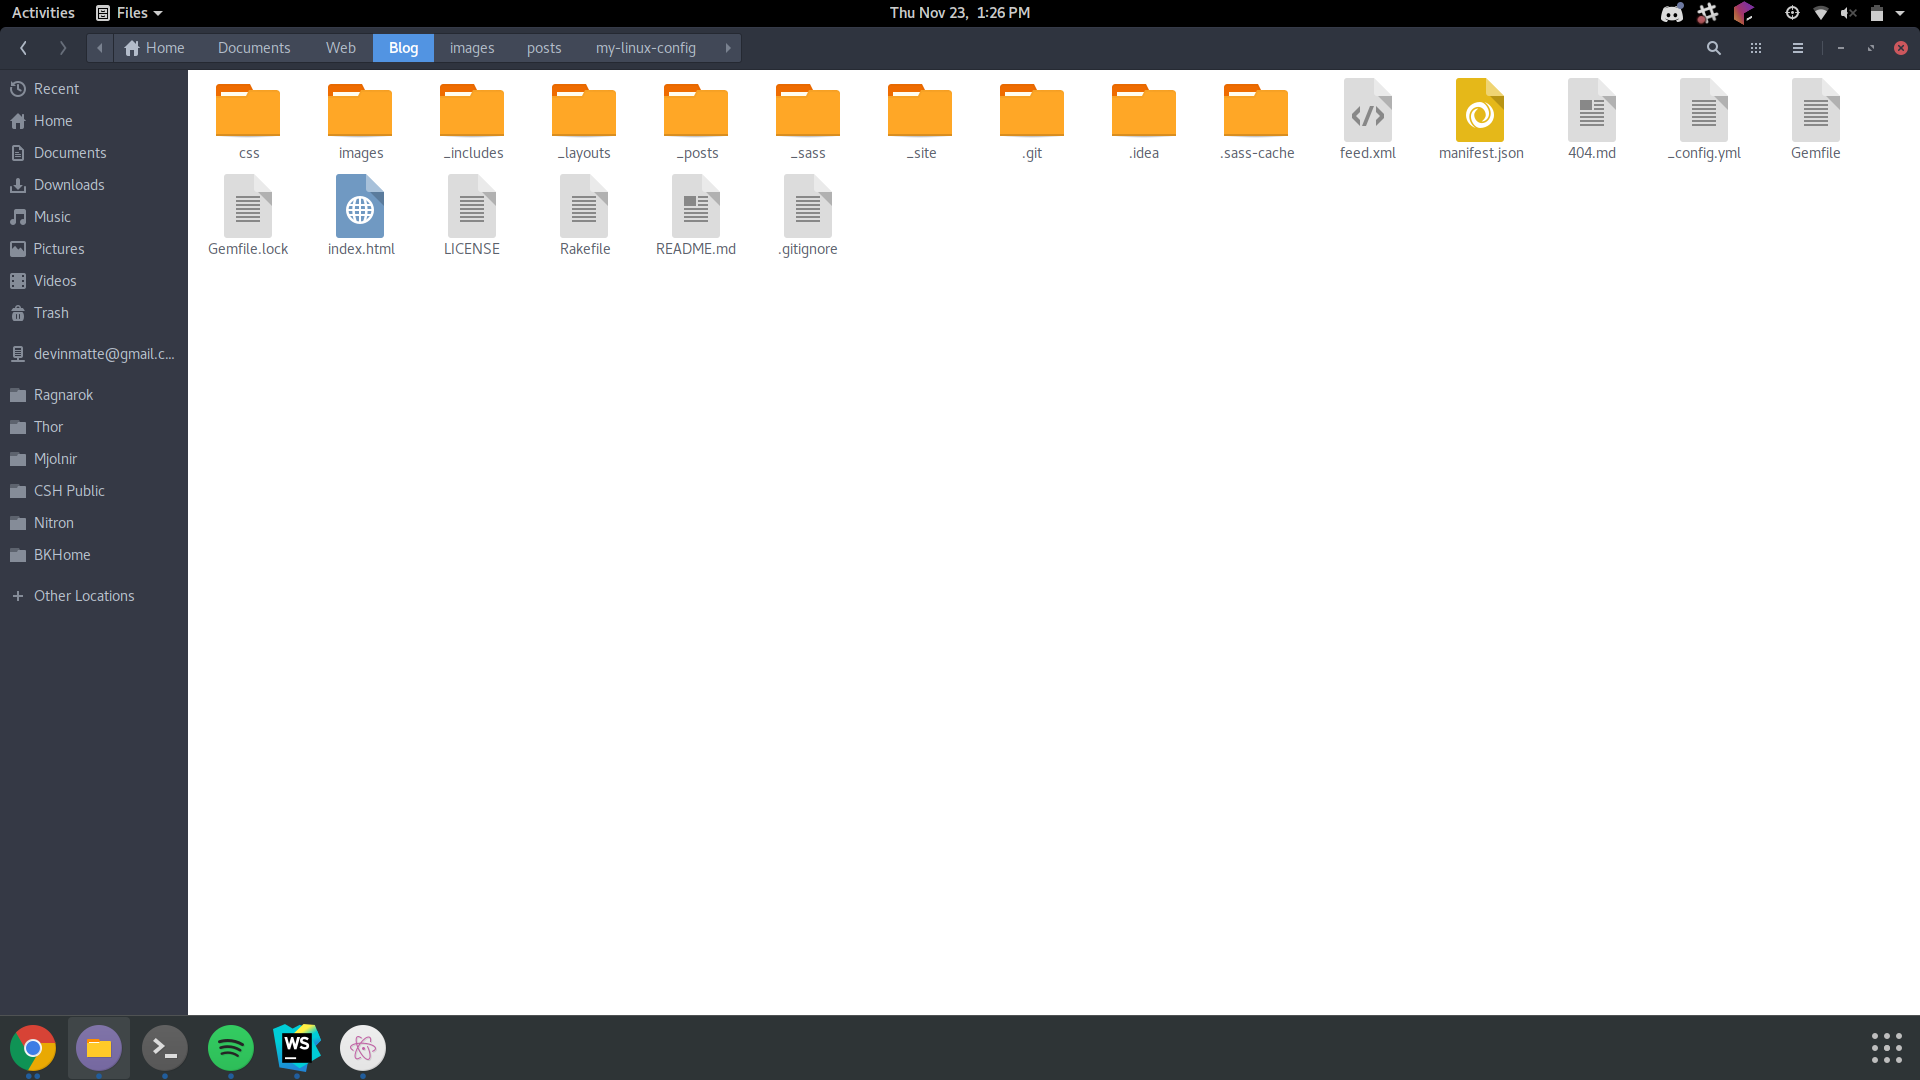 Activities Files Thu Nov 23, 1:26 PM
Home Documents Web Blog images posts my-linux-config
Recent
Home
Documents
Downloads
Music
Pictures
Videos
Trash
devinmatte@gmail.c...
Ragnarok
Thor
Mjolnir
CSH Public
Nitron
BKHome
Other Locations
css images _includes _layouts _posts _sass _site .git .idea .sass-cache feed.xml manifest.json 404.md _config.yml Gemfile
Gemfile.lock index.html LICENSE Rakefile README.md .gitignore
WS